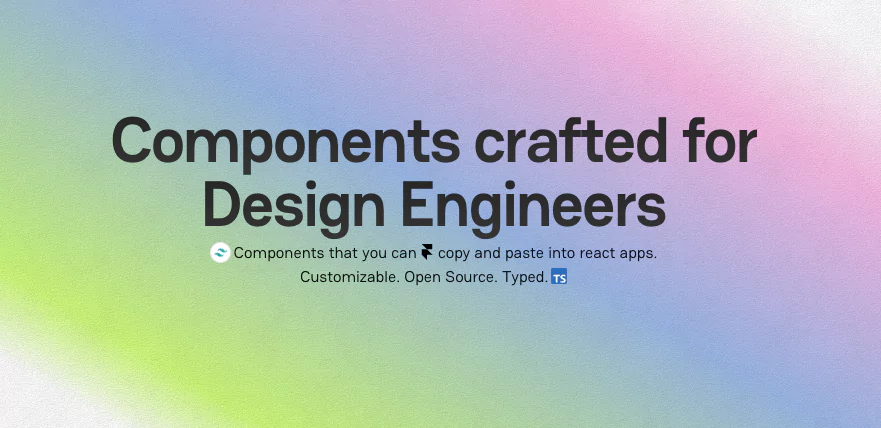 Components crafted for
Design Engineers
Components that you can copy and paste into react apps.
Customizable. Open Source. Typed. TS